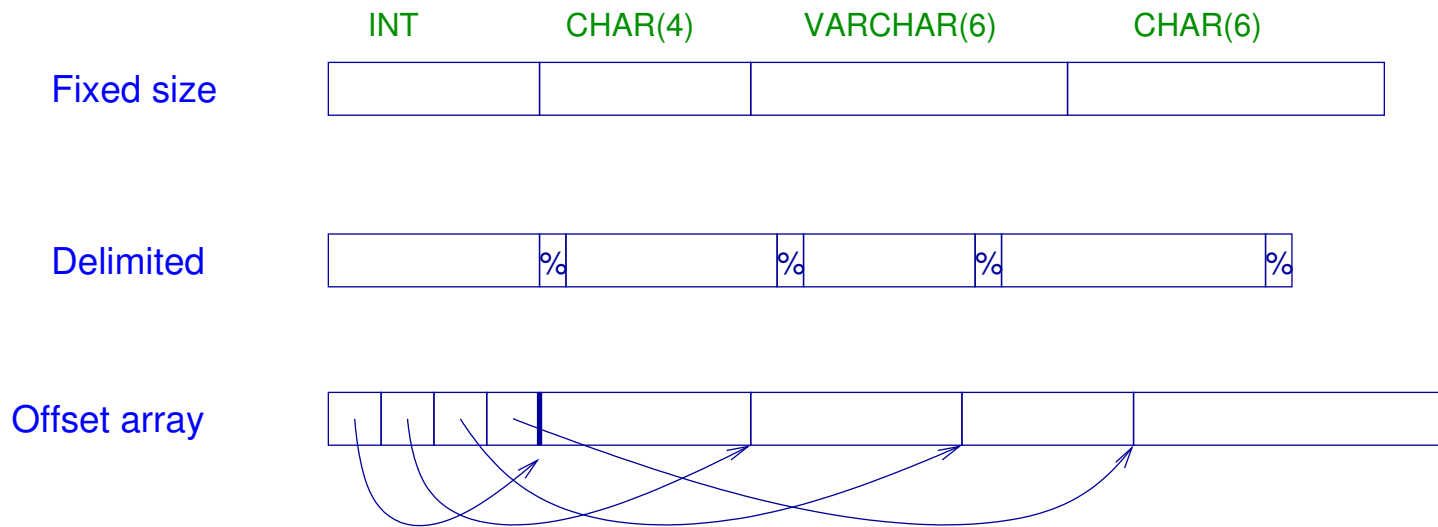 INT CHAR(4) VARCHAR(6) CHAR(6)
Fixed size
Delimited % % % %
Offset array